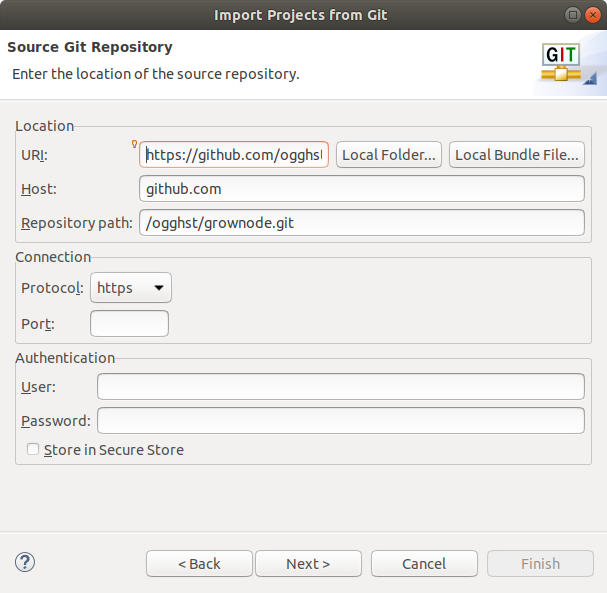 Import Projects from Git
Source Git Repository
Enter the location of the source repository.
GIT
Location
URI: https://github.com/ogghst Local Folder... Local Bundle File...
Host: github.com
Repository path: /ogghst/grownode.git
Connection
Protocol: https
Port:
Authentication
User:
Password:
Store in Secure Store
? < Back Next > Cancel Finish